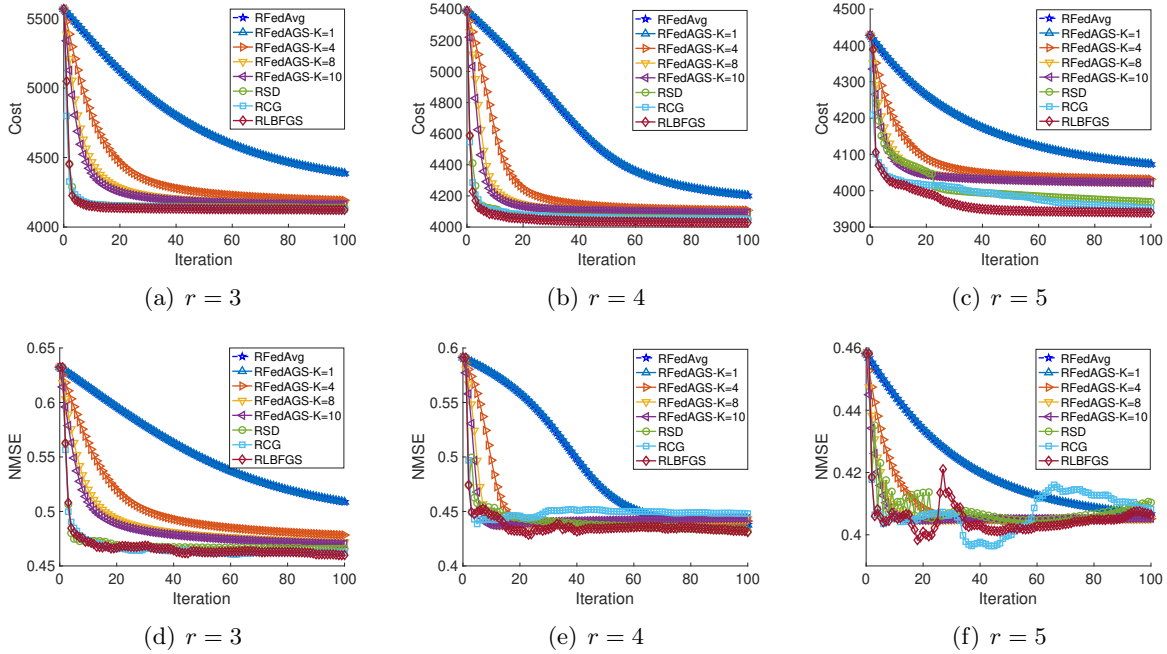 5500
5000
4500
4000
Cost
0 20 40 60 80 100
Iteration
RFedAvg
RFedAGS-K=1
RFedAGS-K=4
RFedAGS-K=8
RFedAGS-K=10
RSD
RCG
RLBFGS
(a) r = 3
5400
5200
5000
4800
4600
4400
4200
4000
Cost
0 20 40 60 80 100
Iteration
RFedAvg
RFedAGS-K=1
RFedAGS-K=4
RFedAGS-K=8
RFedAGS-K=10
RSD
RCG
RLBFGS
(b) r = 4
4500
4400
4300
4200
4100
4000
3900
Cost
0 20 40 60 80 100
Iteration
RFedAvg
RFedAGS-K=1
RFedAGS-K=4
RFedAGS-K=8
RFedAGS-K=10
RSD
RCG
RLBFGS
(c) r = 5
0.65
0.6
0.55
0.5
0.45
NMSE
0 20 40 60 80 100
Iteration
RFedAvg
RFedAGS-K=1
RFedAGS-K=4
RFedAGS-K=8
RFedAGS-K=10
RSD
RCG
RLBFGS
(d) r = 3
0.6
0.55
0.5
0.45
0.4
NMSE
0 20 40 60 80 100
Iteration
RFedAvg
RFedAGS-K=1
RFedAGS-K=4
RFedAGS-K=8
RFedAGS-K=10
RSD
RCG
RLBFGS
(e) r = 4
0.46
0.44
0.42
0.4
NMSE
0 20 40 60 80 100
Iteration
RFedAvg
RFedAGS-K=1
RFedAGS-K=4
RFedAGS-K=8
RFedAGS-K=10
RSD
RCG
RLBFGS
(f) r = 5